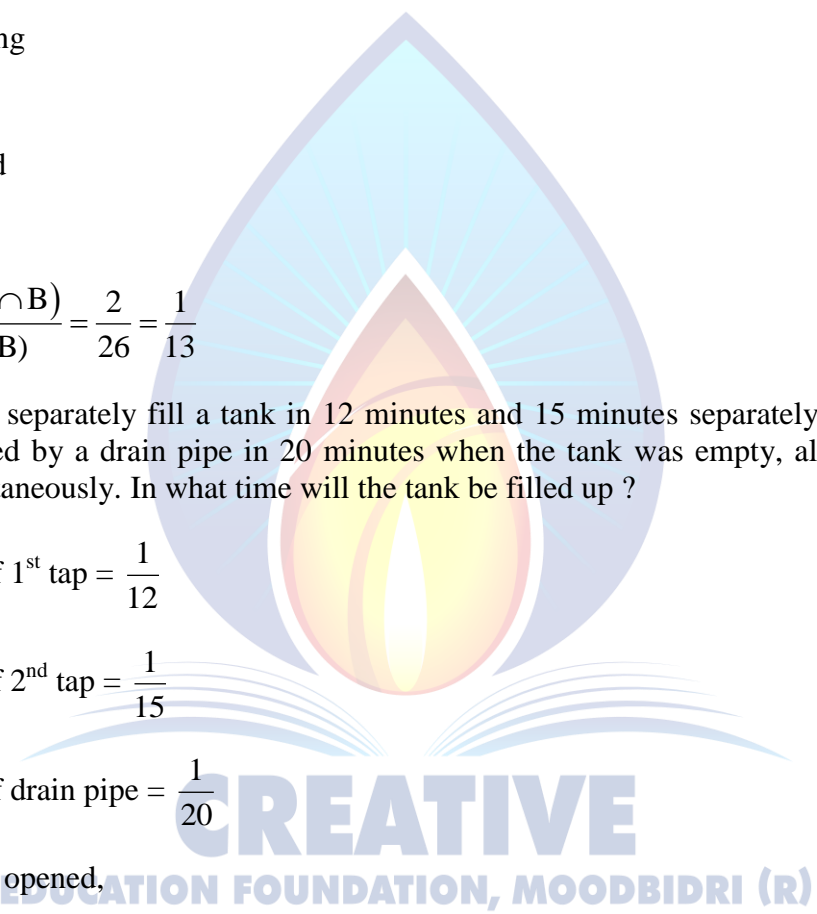 ng
d
∩ B) / B) = 2/26 = 1/13
separately fill a tank in 12 minutes and 15 minutes separately
ed by a drain pipe in 20 minutes when the tank was empty, al
taneously. In what time will the tank be filled up ?
f 1st tap = 1/12
f 2nd tap = 1/15
f drain pipe = 1/20
CREATIVE
opened,
EDUCATION FOUNDATION, MOODBIDRI (R)